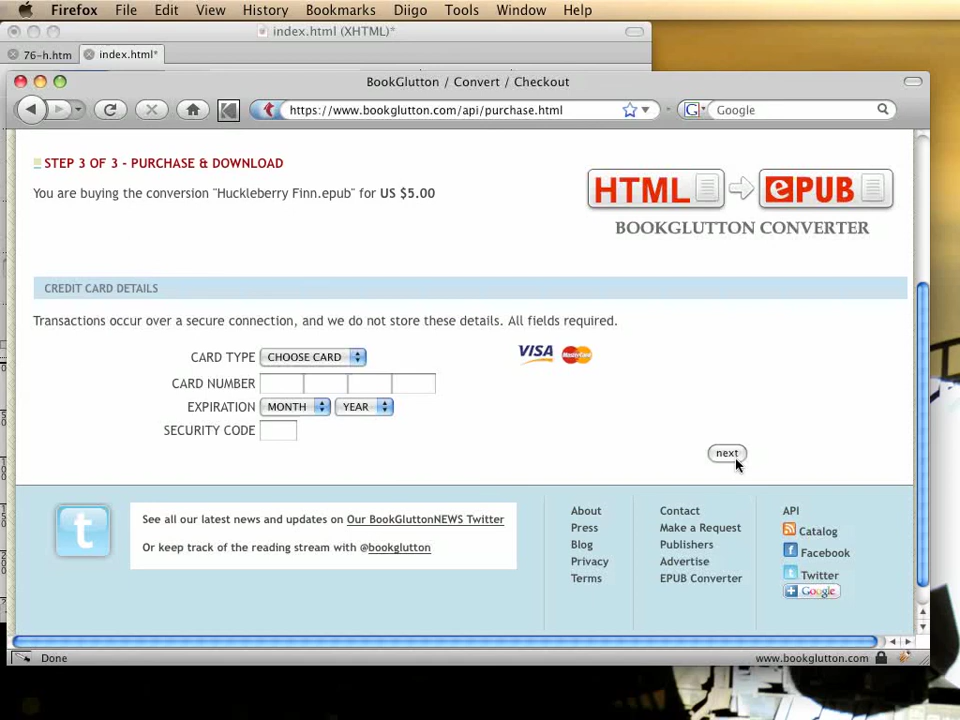 Firefox File Edit View History Bookmarks Diigo Tools Window Help
index.html (XHTML)*
76-h.htm index.html*
BookGlutton / Convert / Checkout
https://www.bookglutton.com/api/purchase.html
G Google
STEP 3 OF 3 - PURCHASE & DOWNLOAD
You are buying the conversion "Huckleberry Finn.epub" for US $5.00
HTML ePUB
BOOKGLUTTON CONVERTER
CREDIT CARD DETAILS
Transactions occur over a secure connection, and we do not store these details. All fields required.
CARD TYPE CHOOSE CARD
VISA MasterCard
CARD NUMBER
EXPIRATION MONTH YEAR
SECURITY CODE
next
t
See all our latest news and updates on Our BookGluttonNEWS Twitter
Or keep track of the reading stream with @bookglutton
About
Press
Blog
Privacy
Terms
Contact
Make a Request
Publishers
Advertise
EPUB Converter
API
Catalog
Facebook
Twitter
Google
Done
www.bookglutton.com